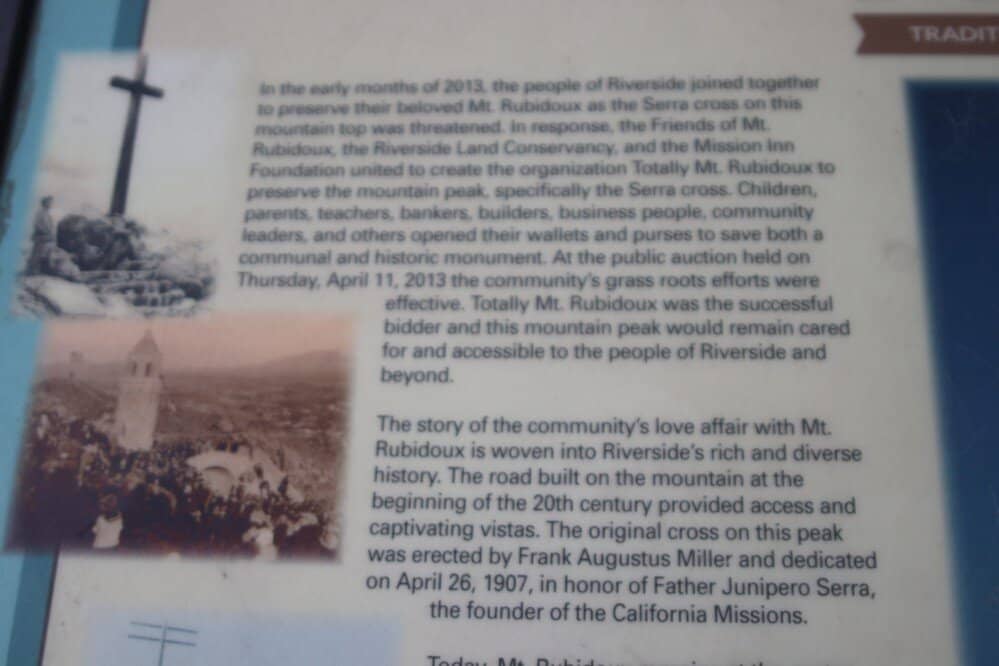 TRADIT
In the early months of 2013, the people of Riverside joined together
to preserve their beloved Mt. Rubidoux as the Serra cross on this
mountain top was threatened. In response, the Friends of Mt.
Rubidoux, the Riverside Land Conservancy, and the Mission Inn
Foundation united to create the organization Totally Mt. Rubidoux to
preserve the mountain peak, specifically the Serra cross. Children,
parents, teachers, bankers, builders, business people, community
leaders, and others opened their wallets and purses to save both a
communal and historic monument. At the public auction held on
Thursday, April 11, 2013 the community's grass roots efforts were
effective. Totally Mt. Rubidoux was the successful
bidder and this mountain peak would remain cared
for and accessible to the people of Riverside and
beyond.
The story of the community's love affair with Mt.
Rubidoux is woven into Riverside's rich and diverse
history. The road built on the mountain at the
beginning of the 20th century provided access and
captivating vistas. The original cross on this peak
was erected by Frank Augustus Miller and dedicated
on April 26, 1907, in honor of Father Junipero Serra,
the founder of the California Missions.
Today, Mt. Rubidoux